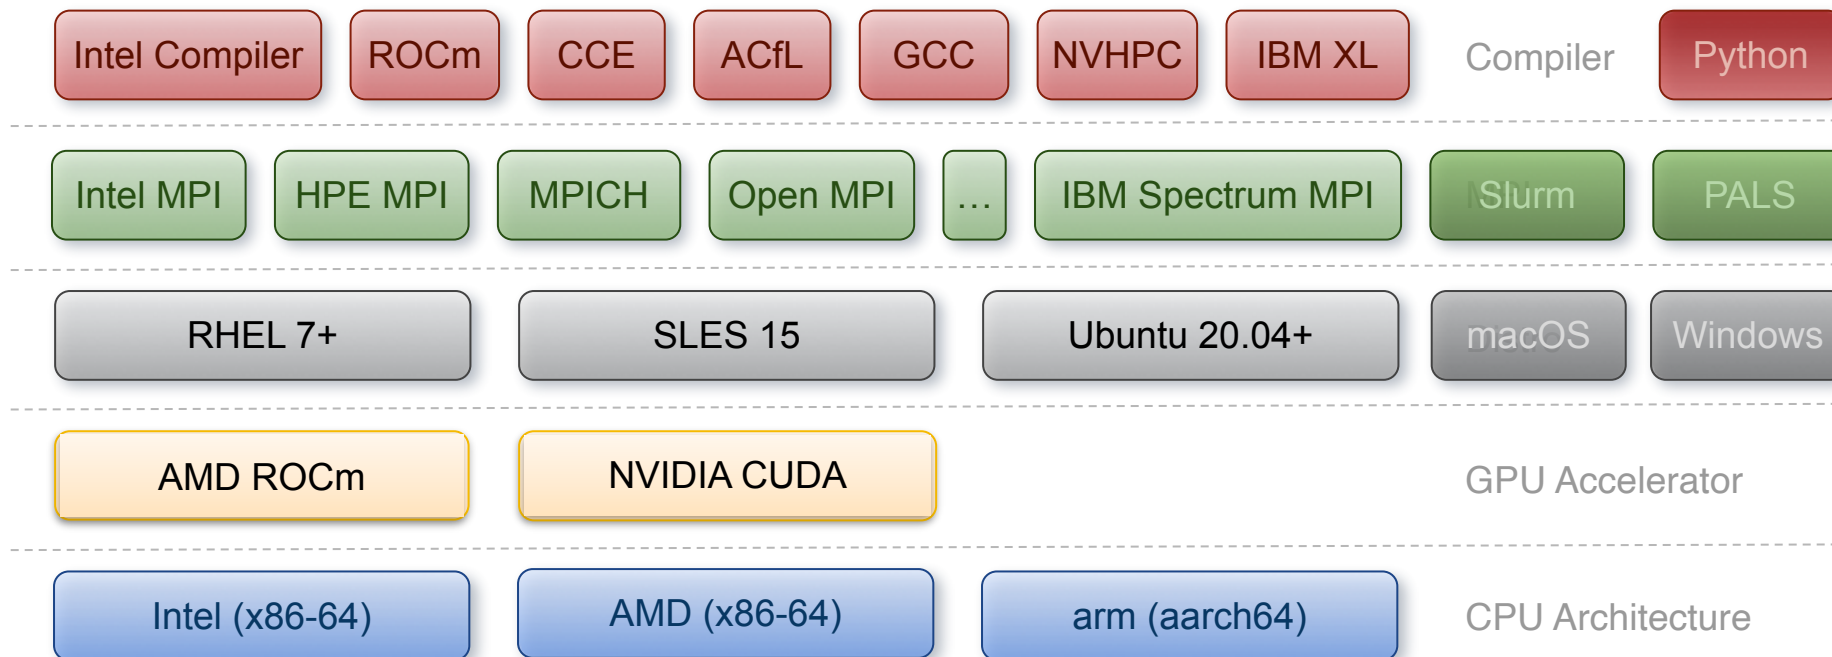 Intel Compiler ROCm CCE ACfL GCC NVHPC IBM XL Compiler Python
Intel MPI HPE MPI MPICH Open MPI ... IBM Spectrum MPI Slurm PALS
RHEL 7+ SLES 15 Ubuntu 20.04+ macOS Windows
AMD ROCm NVIDIA CUDA GPU Accelerator
Intel (x86-64) AMD (x86-64) arm (aarch64) CPU Architecture